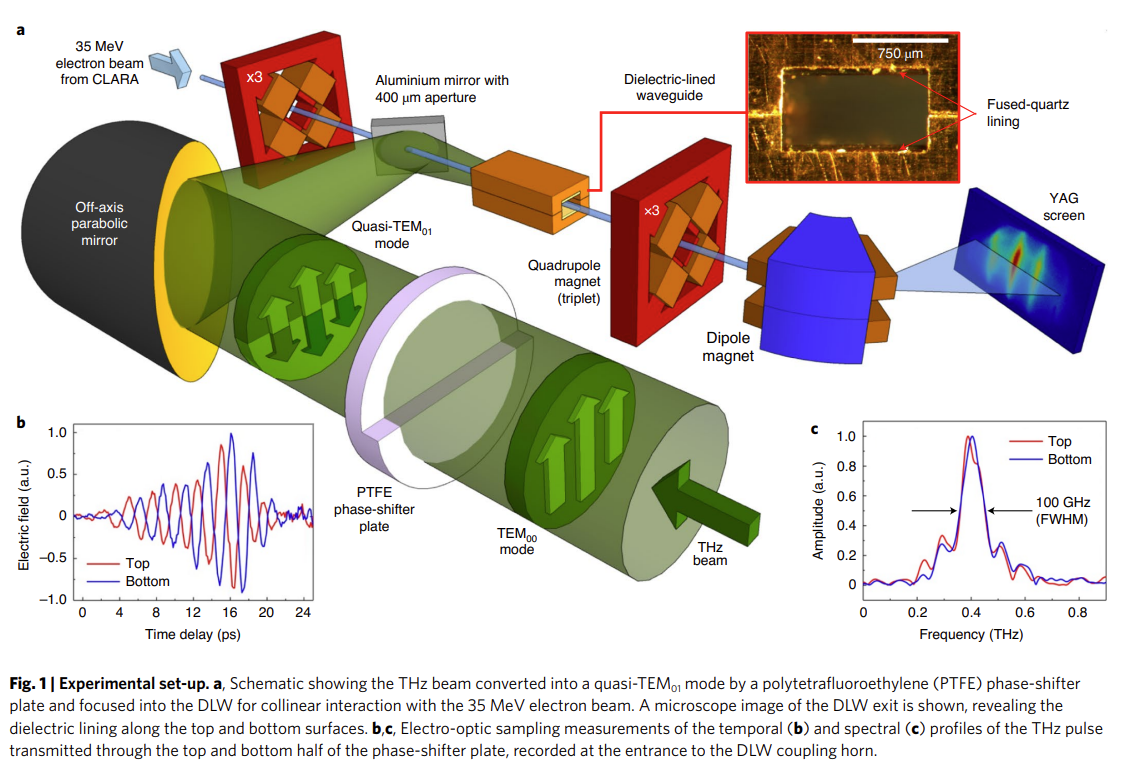 a
35 MeV
electron beam
from CLARA
x3
Aluminium mirror with
400 μm aperture
Dielectric-lined
waveguide
750 μm
Fused-quartz
lining
Off-axis
parabolic
mirror
Quasi-TEM01
mode
x3
Quadrupole
magnet
(triplet)
Dipole
magnet
YAG
screen
PTFE
phase-shifter
plate
TEM00
mode
THz
beam
b
Electric field (a.u.)
1.0
0.5
0
–0.5
–1.0
Top
Bottom
0 4 8 12 16 20 24
Time delay (ps)
c
Amplitude (a.u.)
1.0
0.8
0.6
0.4
0.2
0
Top
Bottom
100 GHz
(FWHM)
0 0.2 0.4 0.6 0.8
Frequency (THz)
Fig. 1 | Experimental set-up. a, Schematic showing the THz beam converted into a quasi-TEM01 mode by a polytetrafluoroethylene (PTFE) phase-shifter
plate and focused into the DLW for collinear interaction with the 35 MeV electron beam. A microscope image of the DLW exit is shown, revealing the
dielectric lining along the top and bottom surfaces. b,c, Electro-optic sampling measurements of the temporal (b) and spectral (c) profiles of the THz pulse
transmitted through the top and bottom half of the phase-shifter plate, recorded at the entrance to the DLW coupling horn.